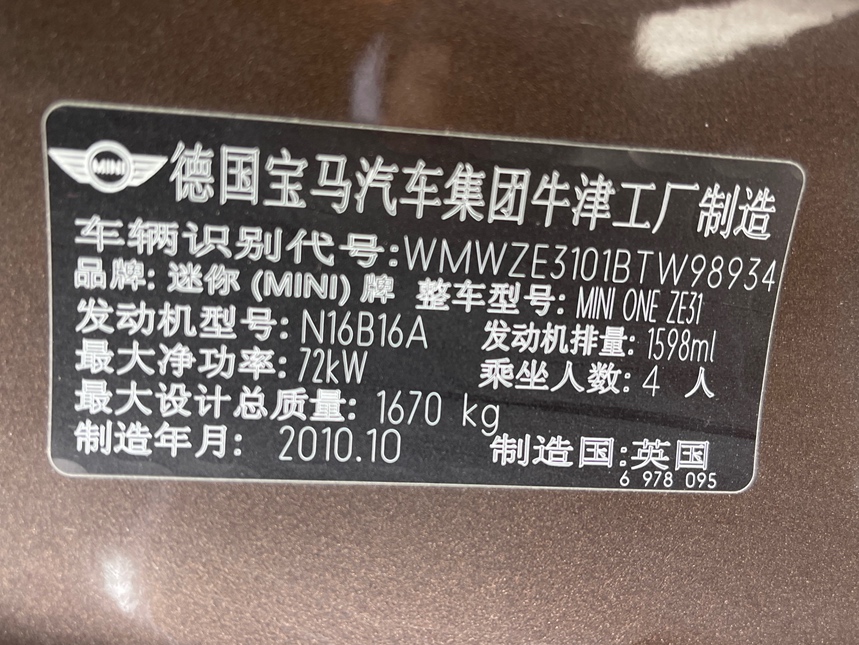 MINI 德国宝马汽车集团牛津工厂制造
车辆识别代号:WMWZE3101BTW98934
品牌: 迷你 (MINI) 牌 整车型号: MINI ONE ZE31
发动机型号: N16B16A 发动机排量: 1598ml
最大净功率: 72kW 乘坐人数: 4 人
最大设计总质量: 1670 kg
制造年月: 2010.10 制造国:英国
6 978 095